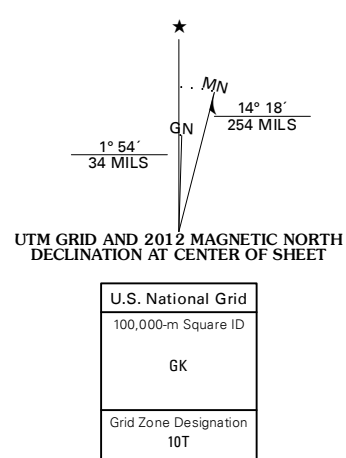 ★
MN
GN
14° 18´
254 MILS
1° 54´
34 MILS
UTM GRID AND 2012 MAGNETIC NORTH
DECLINATION AT CENTER OF SHEET
U.S. National Grid
100,000-m Square ID
GK
Grid Zone Designation
10T